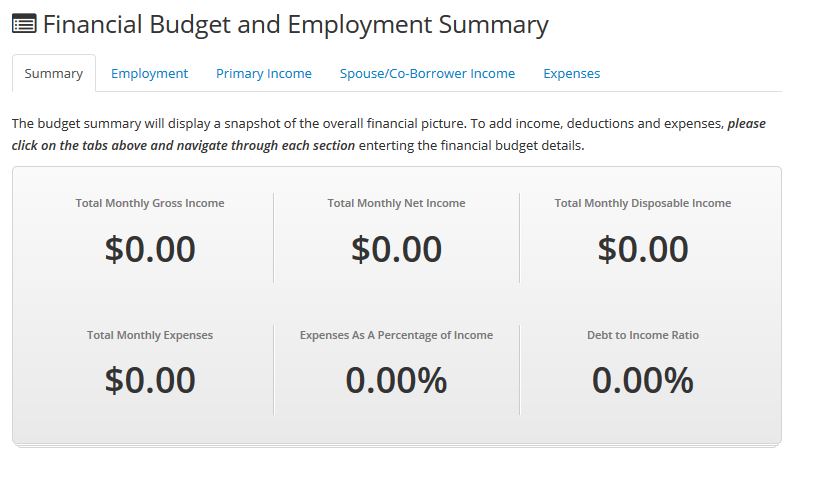 Financial Budget and Employment Summary
Summary Employment Primary Income Spouse/Co-Borrower Income Expenses
The budget summary will display a snapshot of the overall financial picture. To add income, deductions and expenses, please
click on the tabs above and navigate through each section enterting the financial budget details.
Total Monthly Gross Income Total Monthly Net Income Total Monthly Disposable Income
$0.00 $0.00 $0.00
Total Monthly Expenses Expenses As A Percentage of Income Debt to Income Ratio
$0.00 0.00% 0.00%